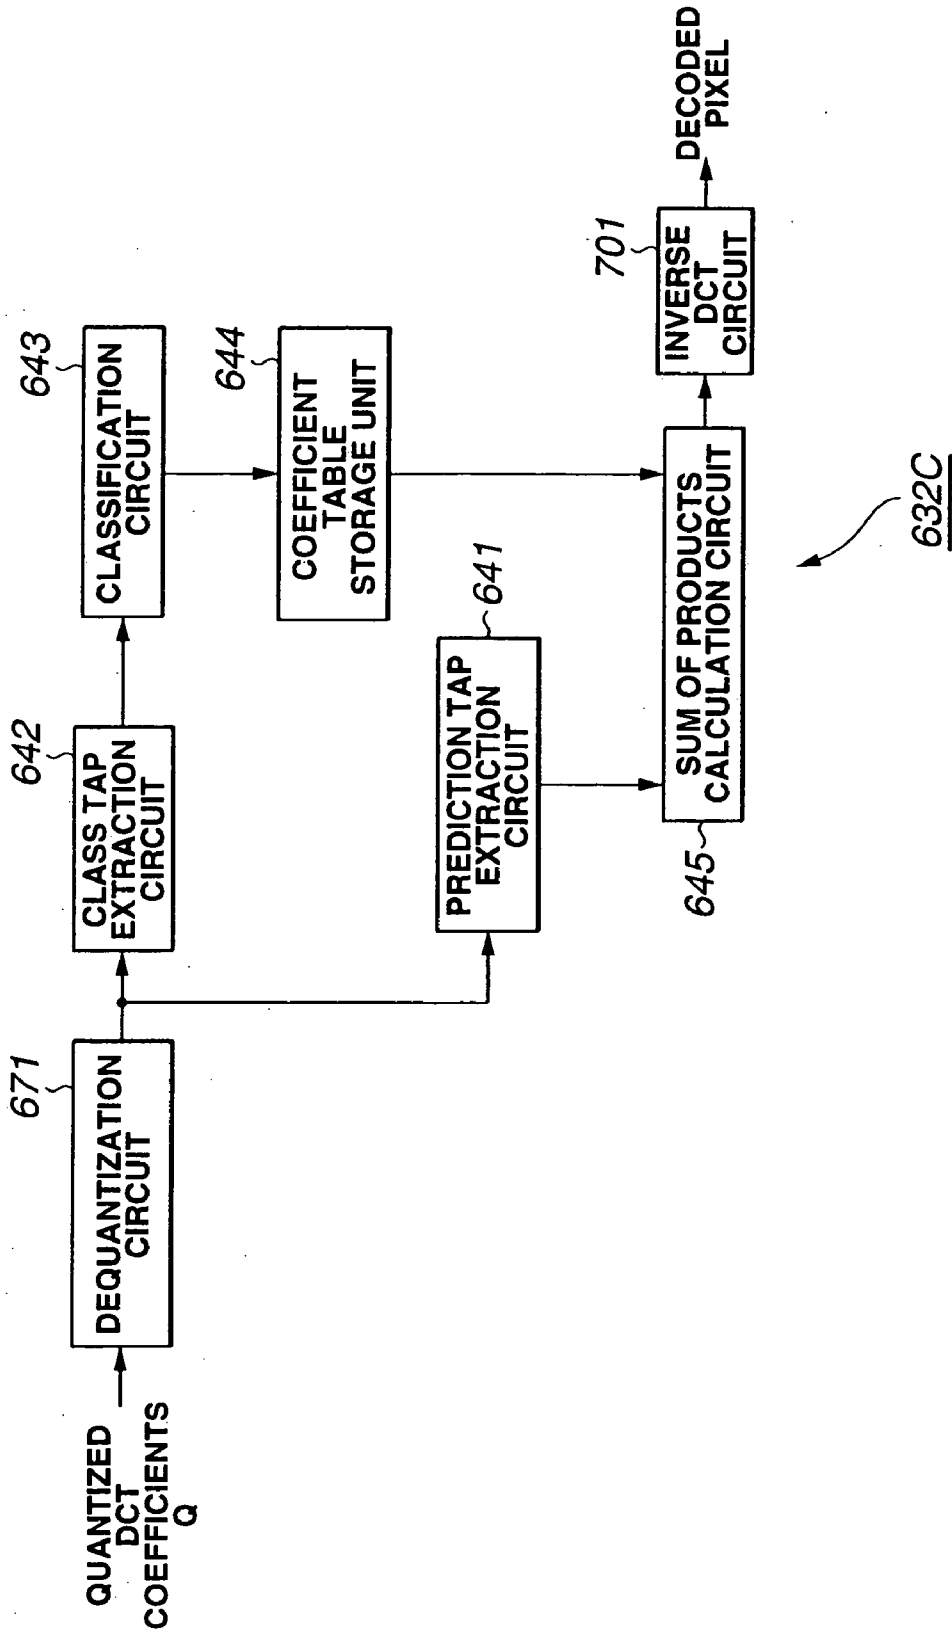 QUANTIZED
DCT
COEFFICIENTS
Q
671
DEQUANTIZATION
CIRCUIT
642
CLASS TAP
EXTRACTION
CIRCUIT
643
CLASSIFICATION
CIRCUIT
644
COEFFICIENT
TABLE
STORAGE UNIT
641
PREDICTION TAP
EXTRACTION
CIRCUIT
645
SUM OF PRODUCTS
CALCULATION CIRCUIT
701
INVERSE
DCT
CIRCUIT
DECODED
PIXEL
632C